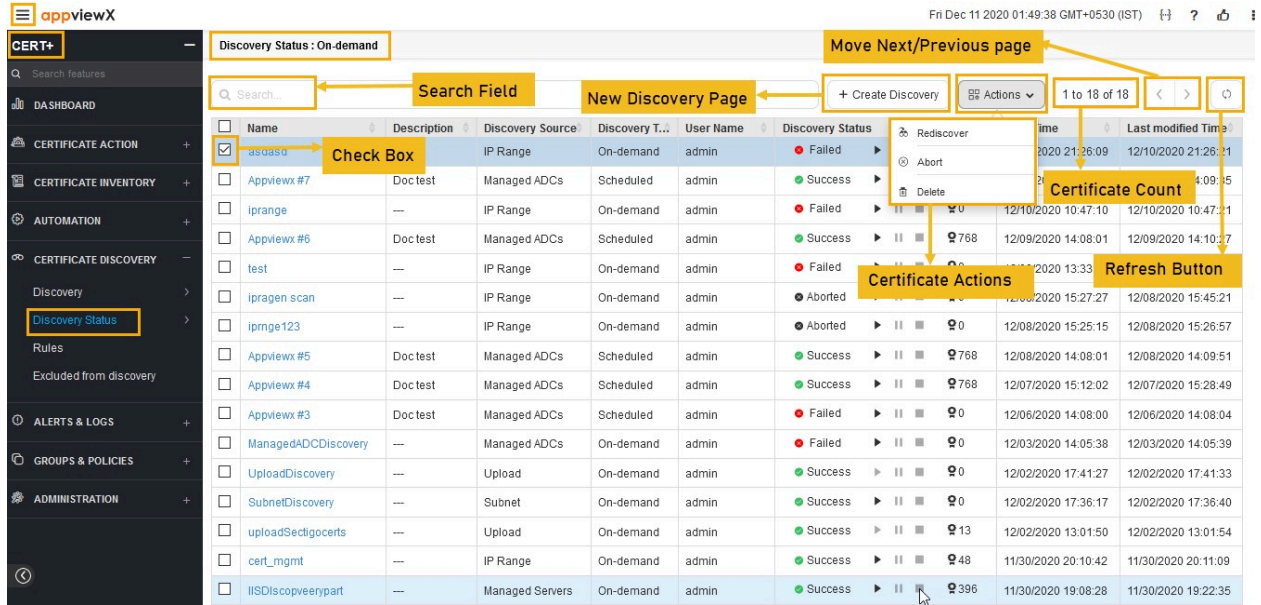 appviewX Fri Dec 11 2020 01:49:38 GMT+0530 (IST) ?
CERT+ Discovery Status : On-demand Move Next/Previous page
Search features
Search... Search Field New Discovery Page + Create Discovery Actions 1 to 18 of 18
DASHBOARD
Name Description Discovery Source Discovery T... User Name Discovery Status ime Last modified Time
CERTIFICATE ACTION + asdasd Check Box IP Range On-demand admin Failed Rediscover 2020 21:26:09 12/10/2020 21:26:21
Abort
CERTIFICATE INVENTORY + Appviewx #7 Doc test Managed ADCs Scheduled admin Success Delete Certificate Count 4:09:35
AUTOMATION + iprange --- IP Range On-demand admin Failed 0 12/10/2020 10:47:10 12/10/2020 10:47:21
Appviewx #6 Doc test Managed ADCs Scheduled admin Success 768 12/09/2020 14:08:01 12/09/2020 14:10:27
CERTIFICATE DISCOVERY − test --- IP Range On-demand admin Failed 2020 13:33 Refresh Button
Certificate Actions
Discovery > ipragen scan --- IP Range On-demand admin Aborted 2020 15:27:27 12/08/2020 15:45:21
Discovery Status > iprnge123 --- IP Range On-demand admin Aborted 0 12/08/2020 15:25:15 12/08/2020 15:26:57
Rules Appviewx #5 Doc test Managed ADCs Scheduled admin Success 768 12/08/2020 14:08:01 12/08/2020 14:09:51
Excluded from discovery Appviewx #4 Doc test Managed ADCs Scheduled admin Success 768 12/07/2020 15:12:02 12/07/2020 15:28:49
ALERTS & LOGS + Appviewx #3 Doc test Managed ADCs Scheduled admin Failed 0 12/06/2020 14:08:00 12/06/2020 14:08:04
ManagedADCDiscovery --- Managed ADCs On-demand admin Failed 0 12/03/2020 14:05:38 12/03/2020 14:05:39
GROUPS & POLICIES + UploadDiscovery --- Upload On-demand admin Success 0 12/02/2020 17:41:27 12/02/2020 17:41:33
ADMINISTRATION + SubnetDiscovery --- Subnet On-demand admin Success 0 12/02/2020 17:36:17 12/02/2020 17:36:40
uploadSectigocerts --- Upload On-demand admin Success 13 12/02/2020 13:01:50 12/02/2020 13:01:54
cert_mgmt --- IP Range On-demand admin Success 48 11/30/2020 20:10:42 11/30/2020 20:11:09
IISDIscopveerypart --- Managed Servers On-demand admin Success 396 11/30/2020 19:08:28 11/30/2020 19:22:35